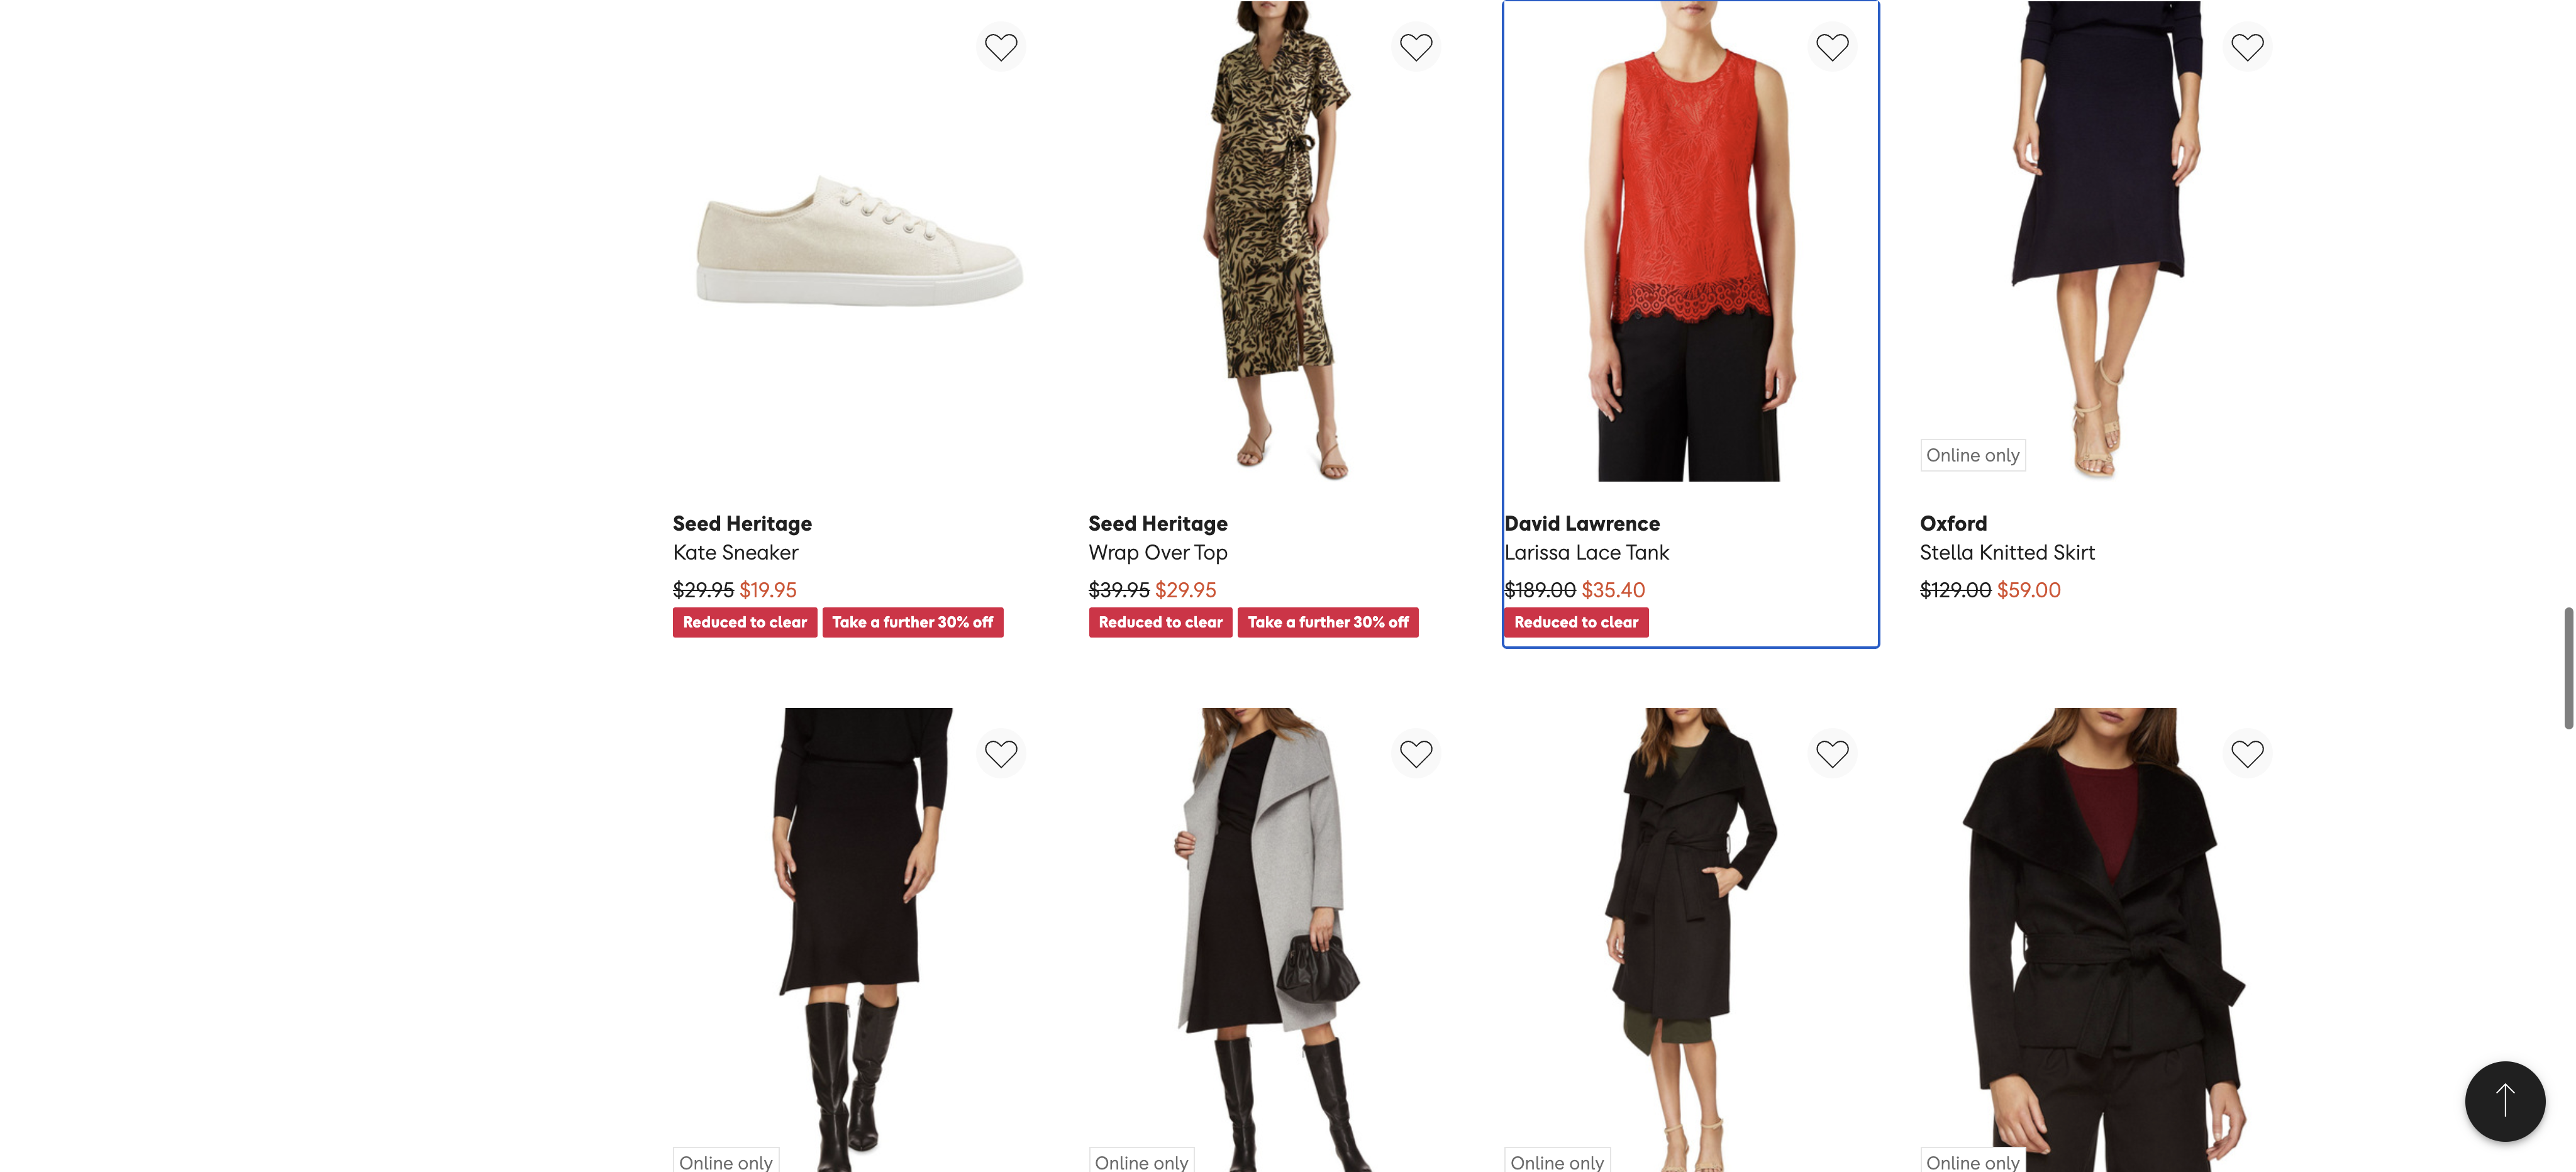 Online only
Seed Heritage
Kate Sneaker
$29.95 $19.95
Reduced to clear Take a further 30% off
Seed Heritage
Wrap Over Top
$39.95 $29.95
Reduced to clear Take a further 30% off
David Lawrence
Larissa Lace Tank
$189.00 $35.40
Reduced to clear
Oxford
Stella Knitted Skirt
$129.00 $59.00
Online only
Online only
Online only
Online only